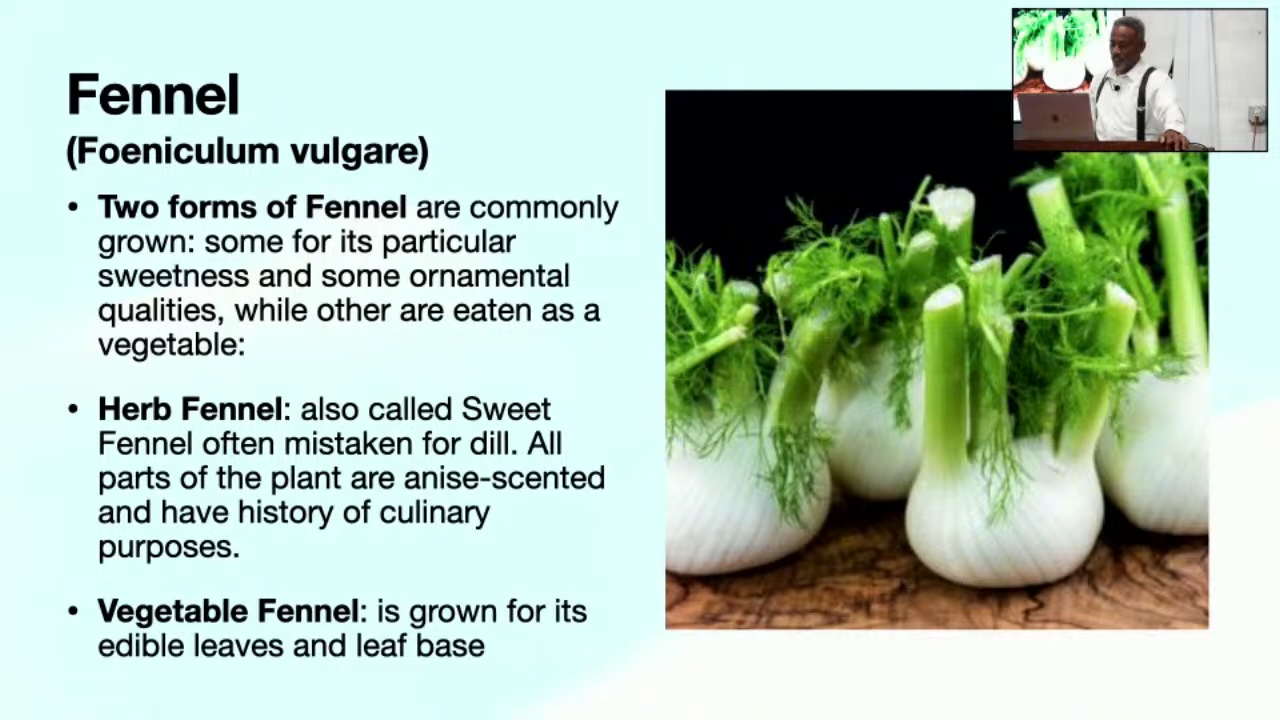 Fennel
(Foeniculum vulgare)
• Two forms of Fennel are commonly
grown: some for its particular
sweetness and some ornamental
qualities, while other are eaten as a
vegetable:
• Herb Fennel: also called Sweet
Fennel often mistaken for dill. All
parts of the plant are anise-scented
and have history of culinary
purposes.
• Vegetable Fennel: is grown for its
edible leaves and leaf base